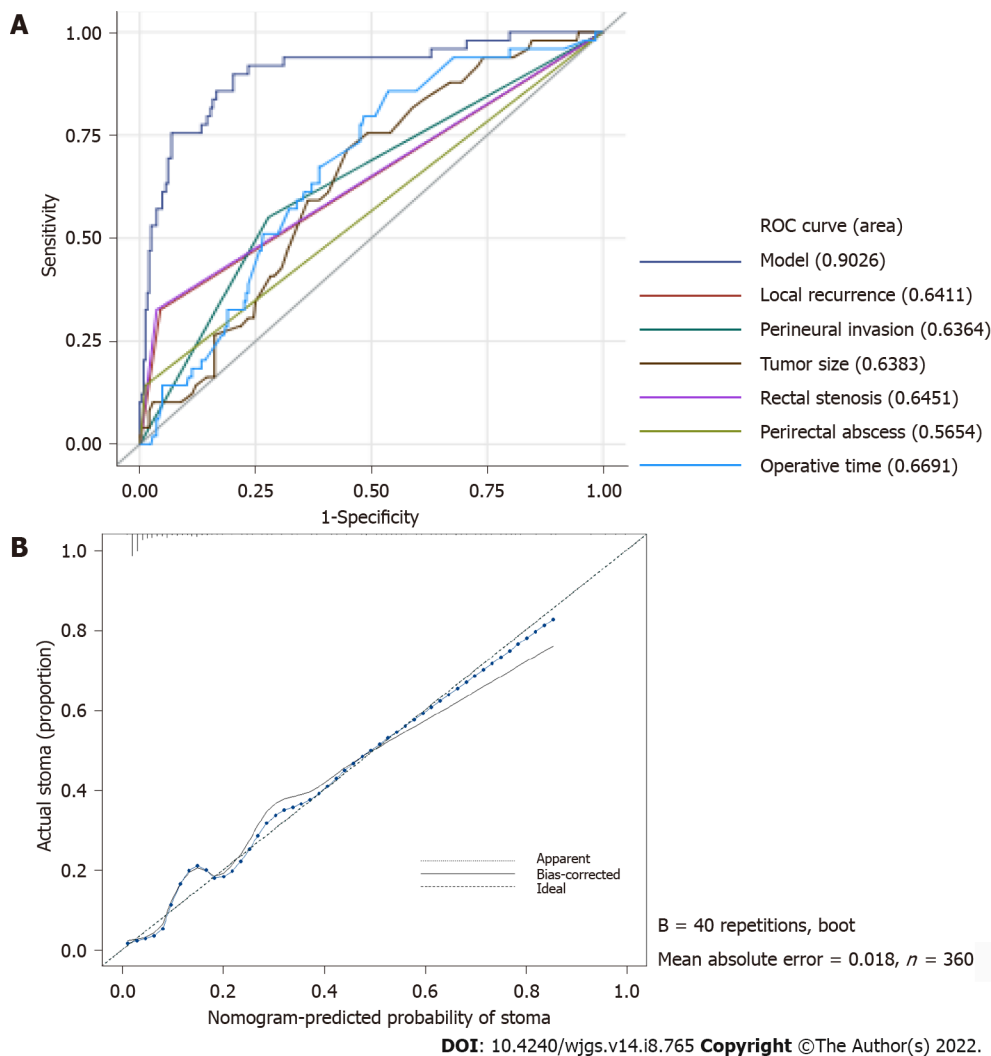 A
1.00
0.75
0.50
0.25
0.00
Sensitivity
0.00 0.25 0.50 0.75 1.00
1-Specificity
ROC curve (area)
Model (0.9026)
Local recurrence (0.6411)
Perineural invasion (0.6364)
Tumor size (0.6383)
Rectal stenosis (0.6451)
Perirectal abscess (0.5654)
Operative time (0.6691)
B
1.0
0.8
0.6
0.4
0.2
0.0
Actual stoma (proportion)
Apparent
Bias-corrected
Ideal
0.0 0.2 0.4 0.6 0.8 1.0
Nomogram-predicted probability of stoma
B = 40 repetitions, boot
Mean absolute error = 0.018, n = 360
DOI: 10.4240/wjgs.v14.i8.765 Copyright ©The Author(s) 2022.